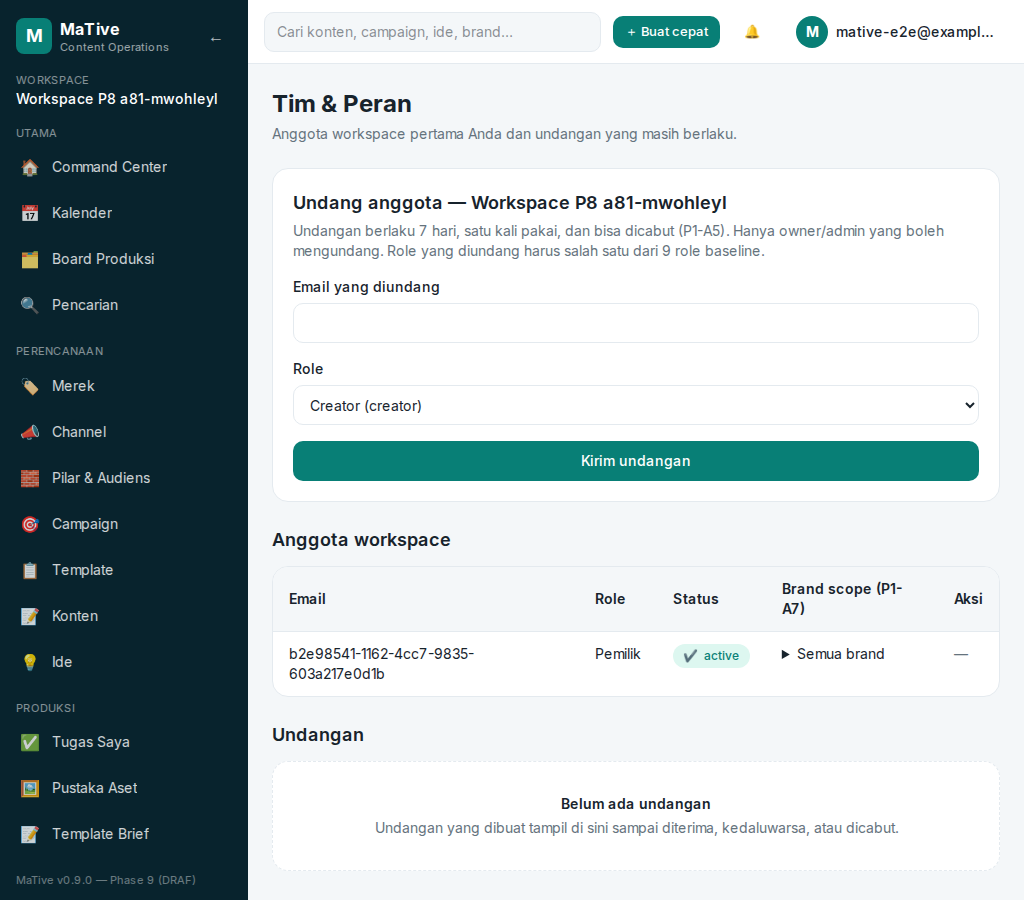 M
MaTive
Content Operations
←
WORKSPACE
Workspace P8 a81-mwohleyl
UTAMA
Command Center
Kalender
Board Produksi
Pencarian
PERENCANAAN
Merek
Channel
Pilar & Audiens
Campaign
Template
Konten
Ide
PRODUKSI
Tugas Saya
Pustaka Aset
Template Brief
MaTive v0.9.0 — Phase 9 (DRAF)
Cari konten, campaign, ide, brand...
+ Buat cepat
M
mative-e2e@exampl...
Tim & Peran
Anggota workspace pertama Anda dan undangan yang masih berlaku.
Undang anggota — Workspace P8 a81-mwohleyl
Undangan berlaku 7 hari, satu kali pakai, dan bisa dicabut (P1-A5). Hanya owner/admin yang boleh
mengundang. Role yang diundang harus salah satu dari 9 role baseline.
Email yang diundang
Role
Creator (creator)
Kirim undangan
Anggota workspace
Email
Role
Status
Brand scope (P1-
A7)
Aksi
b2e98541-1162-4cc7-9835-
603a217e0d1b
Pemilik
✔ active
▶ Semua brand
—
Undangan
Belum ada undangan
Undangan yang dibuat tampil di sini sampai diterima, kedaluwarsa, atau dicabut.